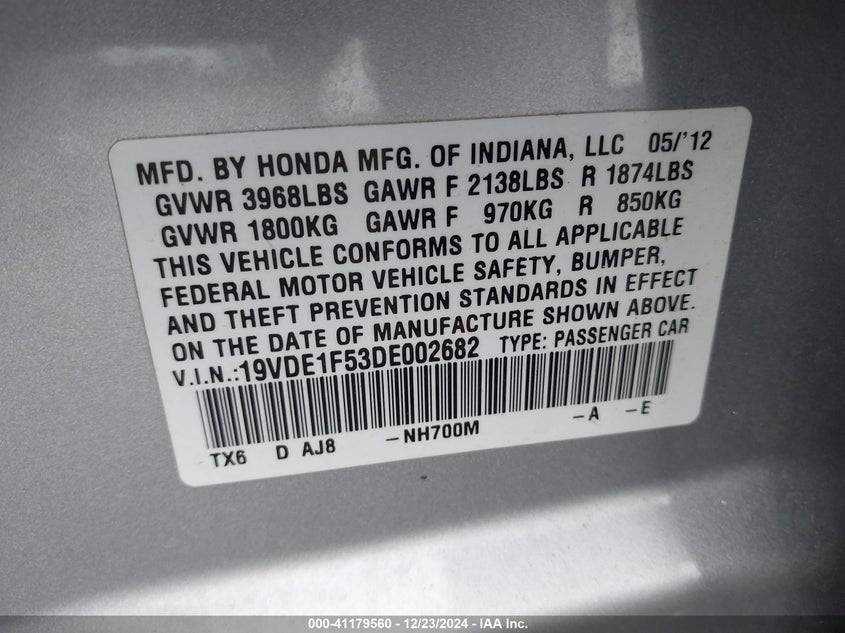 MFD. BY HONDA MFG. OF INDIANA, LLC 05/'12
GVWR 3968LBS GAWR F 2138LBS R 1874LBS
GVWR 1800KG GAWR F 970KG R 850KG
THIS VEHICLE CONFORMS TO ALL APPLICABLE
FEDERAL MOTOR VEHICLE SAFETY, BUMPER,
AND THEFT PREVENTION STANDARDS IN EFFECT
ON THE DATE OF MANUFACTURE SHOWN ABOVE.
V.I.N.:19VDE1F53DE002682 TYPE: PASSENGER CAR
TX6 D AJ8 -NH700M -A -E
000-41179560 - 12/23/2024 - IAA Inc.